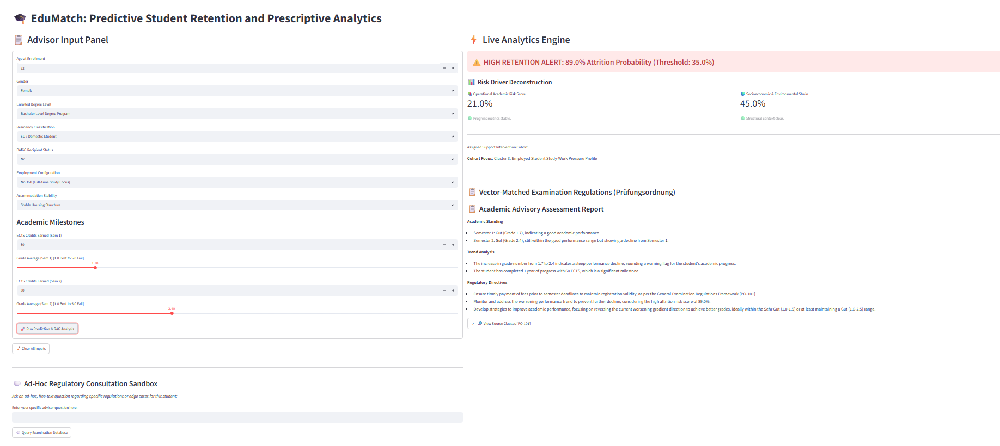 EduMatch: Predictive Student Retention and Prescriptive Analytics
Advisor Input Panel
Age at Enrollment
22
Gender
Female
Enrolled Degree Level
Bachelor Level Degree Program
Residency Classification
EU / Domestic Student
BAföG Recipient Status
No
Employment Configuration
No Job (Full-Time Study Focus)
Accommodation Stability
Stable Housing Structure
Academic Milestones
ECTS Credits Earned (Sem 1)
30
Grade Average (Sem 1) [1.0 Best to 5.0 Fail]
1.70
ECTS Credits Earned (Sem 2)
30
Grade Average (Sem 2) [1.0 Best to 5.0 Fail]
2.40
Run Prediction & RAG Analysis
Clear All Inputs
Ad-Hoc Regulatory Consultation Sandbox
Ask an ad-hoc, free-text question regarding specific regulations or edge cases for this student:
Enter your specific advisor question here:
Query Examination Database
Live Analytics Engine
HIGH RETENTION ALERT: 89.0% Attrition Probability (Threshold: 35.0%)
Risk Driver Deconstruction
Operational Academic Risk Score
21.0%
Progress metrics stable.
Socioeconomic & Environmental Strain
45.0%
Structural context clear.
Assigned Support Intervention Cohort
Cohort Focus: Cluster 3: Employed Student Study-Work Pressure Profile
Vector-Matched Examination Regulations (Prüfungsordnung)
Academic Advisory Assessment Report
Academic Standing
• Semester 1: Gut (Grade 1.7), indicating a good academic performance.
• Semester 2: Gut (Grade 2.4), still within the good performance range but showing a decline from Semester 1.
Trend Analysis
• The increase in grade number from 1.7 to 2.4 indicates a steep performance decline, sounding a warning flag for the student's academic progress.
• The student has completed 1 year of progress with 60 ECTS, which is a significant milestone.
Regulatory Directives
• Ensure timely payment of fees prior to semester deadlines to maintain registration validity, as per the General Examination Regulations Framework [PO-101].
• Monitor and address the worsening performance trend to prevent further decline, considering the high attrition risk score of 89.0%.
• Develop strategies to improve academic performance, focusing on reversing the current worsening gradient direction to achieve better grades, ideally within the Sehr Gut (1.0-1.5) or at least maintaining a Gut (1.6-2.5) range.
View Source Clauses [PO-101]